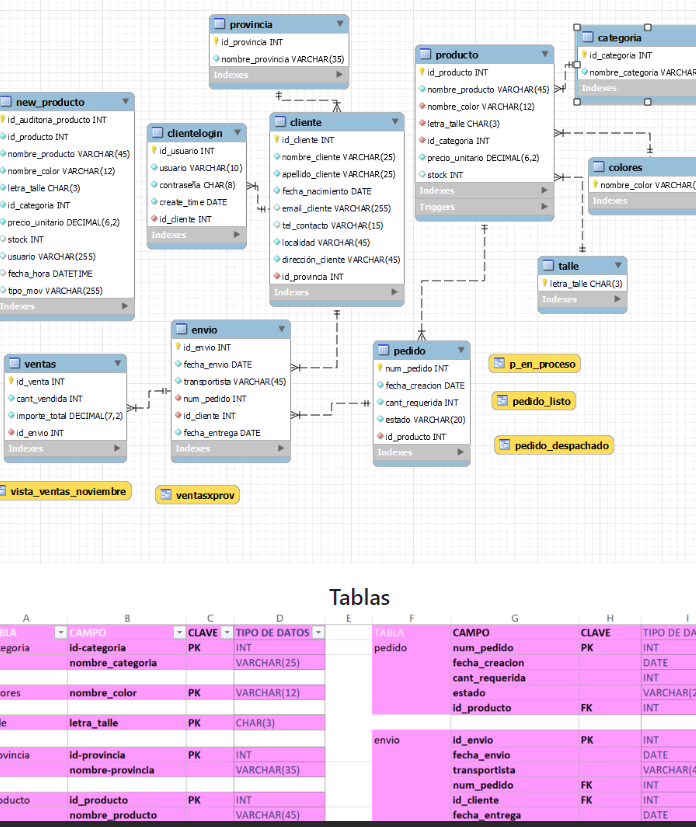 provincia
id_provincia INT
nombre_provincia VARCHAR(35)
Indexes
producto
id_producto INT
nombre_producto VARCHAR(45)
nombre_color VARCHAR(12)
letra_talle CHAR(3)
id_categoria INT
precio_unitario DECIMAL(6,2)
stock INT
Indexes
Triggers
categoria
id_categoria INT
nombre_categoria VARCHAR
Indexes
new_producto
id_auditoria_producto INT
id_producto INT
nombre_producto VARCHAR(45)
nombre_color VARCHAR(12)
letra_talle CHAR(3)
id_categoria INT
precio_unitario DECIMAL(6,2)
stock INT
usuario VARCHAR(255)
fecha_hora DATETIME
tipo_mov VARCHAR(255)
Indexes
clientelogin
id_usuario INT
usuario VARCHAR(10)
contraseña CHAR(8)
create_time DATE
id_cliente INT
Indexes
cliente
id_cliente INT
nombre_cliente VARCHAR(25)
apellido_cliente VARCHAR(25)
fecha_nacimiento DATE
email_cliente VARCHAR(255)
tel_contacto VARCHAR(15)
localidad VARCHAR(45)
dirección_cliente VARCHAR(45)
id_provincia INT
Indexes
colores
nombre_color VARCHAR(
Indexes
talle
letra_talle CHAR(3)
Indexes
envio
id_envio INT
fecha_envio DATE
transportista VARCHAR(45)
num_pedido INT
id_cliente INT
fecha_entrega DATE
Indexes
ventas
id_venta INT
cant_vendida INT
importe_total DECIMAL(7,2)
id_envio INT
Indexes
pedido
num_pedido INT
fecha_creacion DATE
cant_requerida INT
estado VARCHAR(20)
id_producto INT
Indexes
p_en_proceso
pedido_listo
pedido_despachado
vista_ventas_noviembre
ventasxprov
Tablas
A B C D E F G H I
BLA CAMPO CLAVE TIPO DE DATOS TABLA CAMPO CLAVE TIPO DE DA
egoria id-categoria PK INT pedido num_pedido PK INT
nombre_categoria VARCHAR(25) fecha_creacion DATE
cant_requerida INT
ores nombre_color PK VARCHAR(12) estado VARCHAR(2
id_producto FK INT
le letra_talle PK CHAR(3)
envio id_envio PK INT
ovincia id-provincia PK INT fecha_envio DATE
nombre-provincia VARCHAR(35) transportista VARCHAR(4
num_pedido FK INT
oducto id_producto PK INT id_cliente FK INT
nombre_producto VARCHAR(45) fecha_entrega DATE